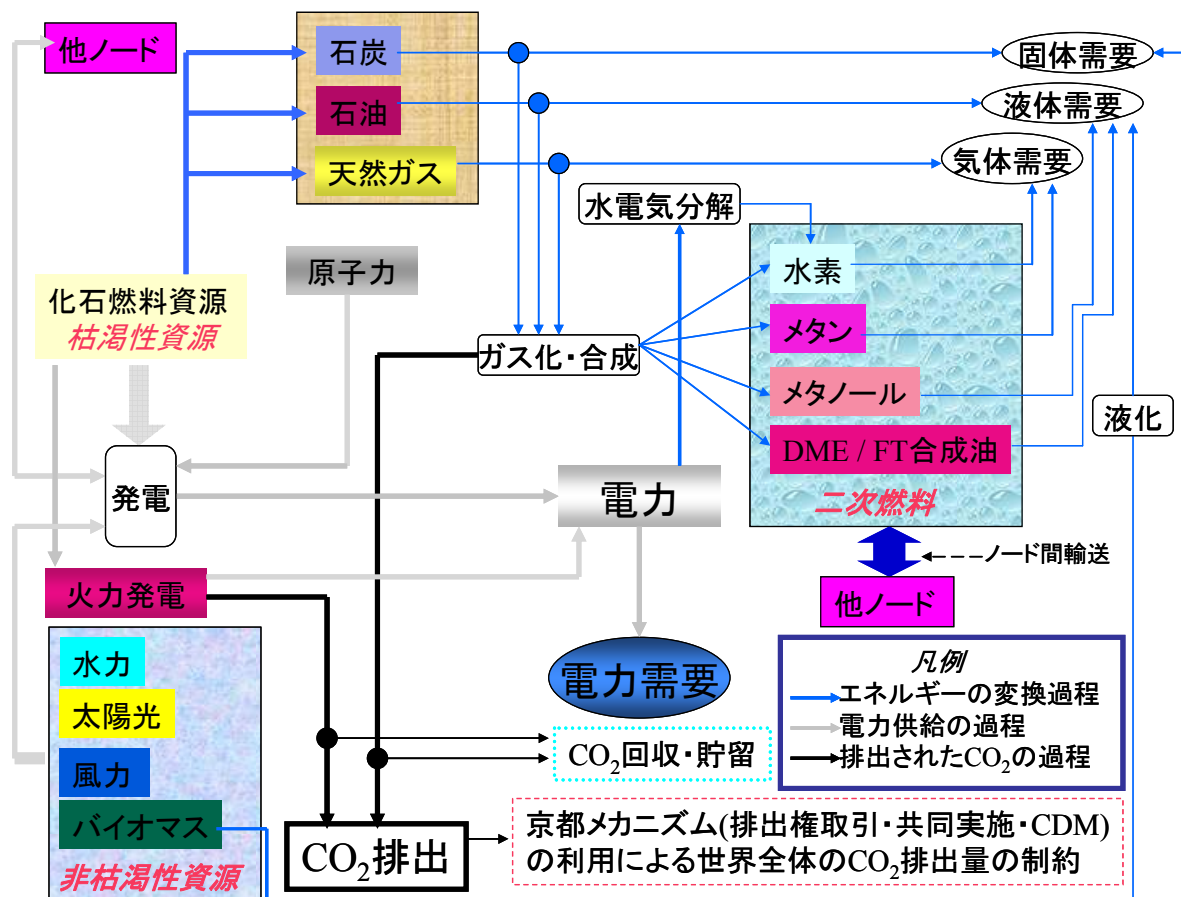 他ノード
石炭
石油
天然ガス
固体需要
液体需要
気体需要
水電気分解
化石燃料資源
枯渇性資源
原子力
ガス化・合成
水素
メタン
メタノール
DME / FT合成油
二次燃料
液化
発電
電力
ノード間輸送
他ノード
火力発電
水力
太陽光
風力
バイオマス
非枯渇性資源
電力需要
凡例
エネルギーの変換過程
電力供給の過程
排出されたCO₂の過程
CO₂回収・貯留
CO₂排出
京都メカニズム(排出権取引・共同実施・CDM)
の利用による世界全体のCO₂排出量の制約